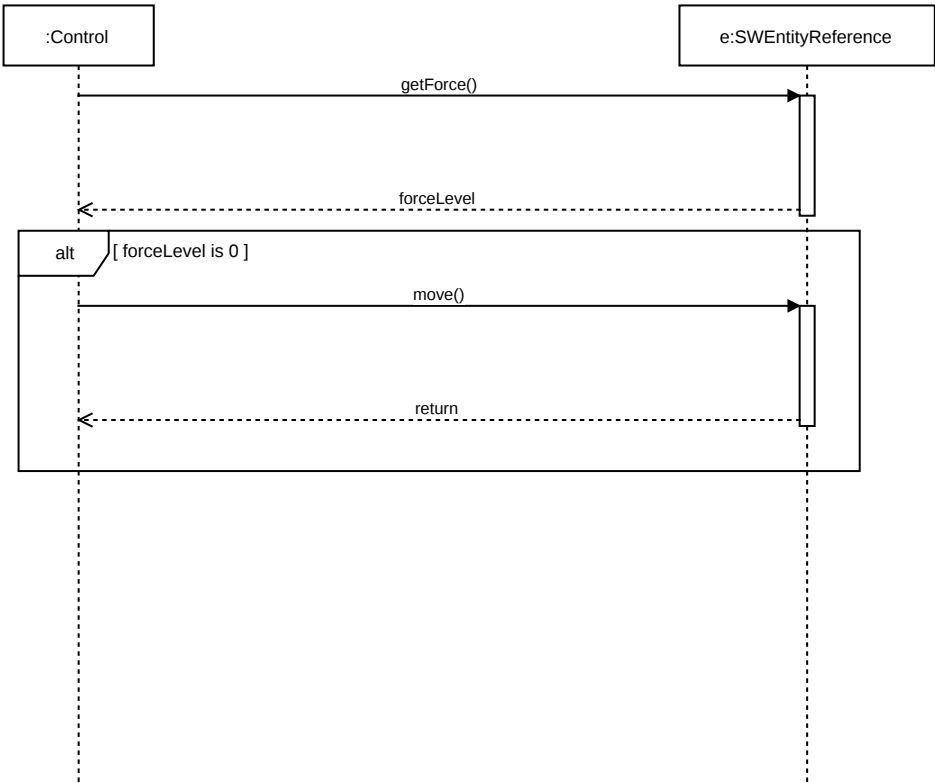 :Control
e:SWEntityReference
getForce()
forceLevel
alt
[ forceLevel is 0 ]
move()
return